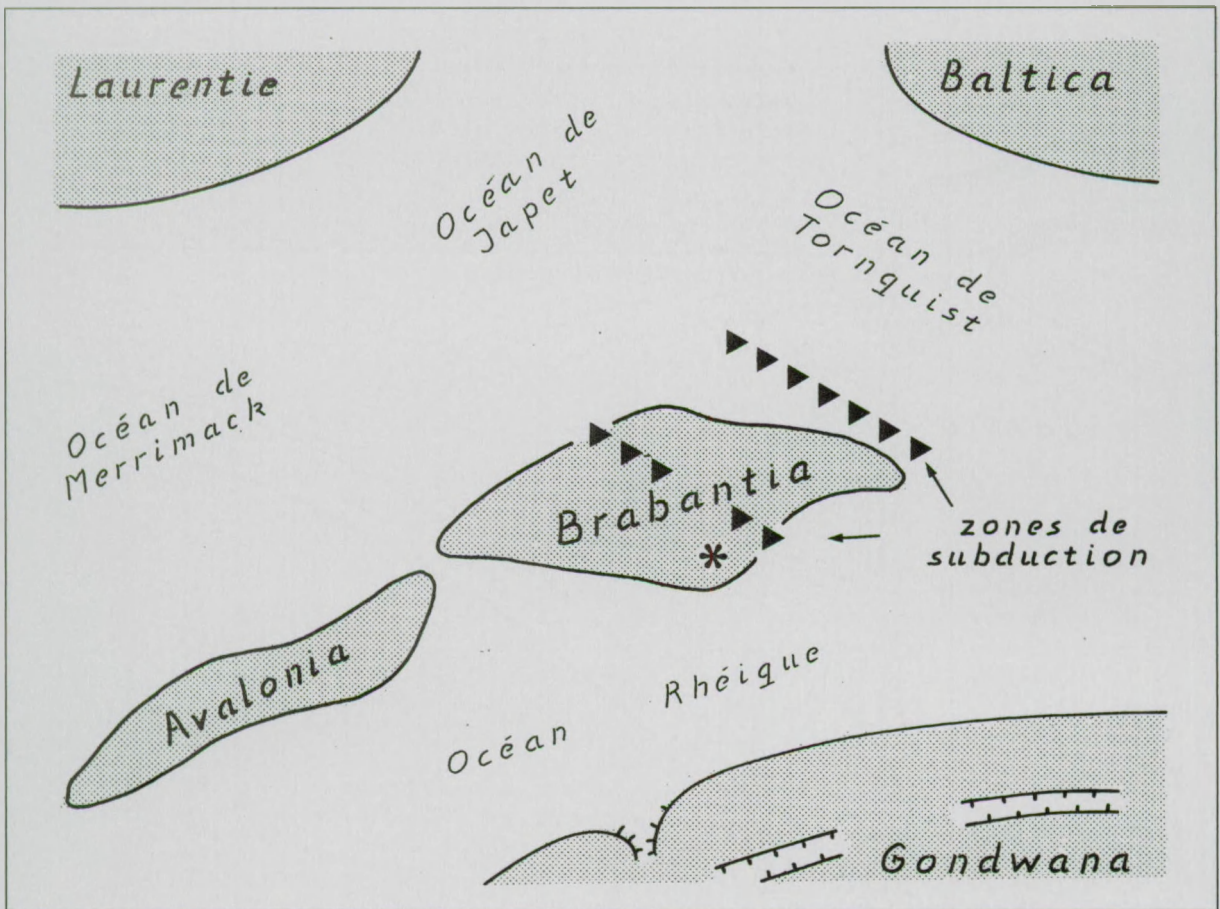 Laurentie
Baltica
Océan de
Japet
Océan de
Tornquist
Océan de
Merrimack
Brabantia
*
zones de
subduction
Avalonia
Océan Rhéique
Gondwana